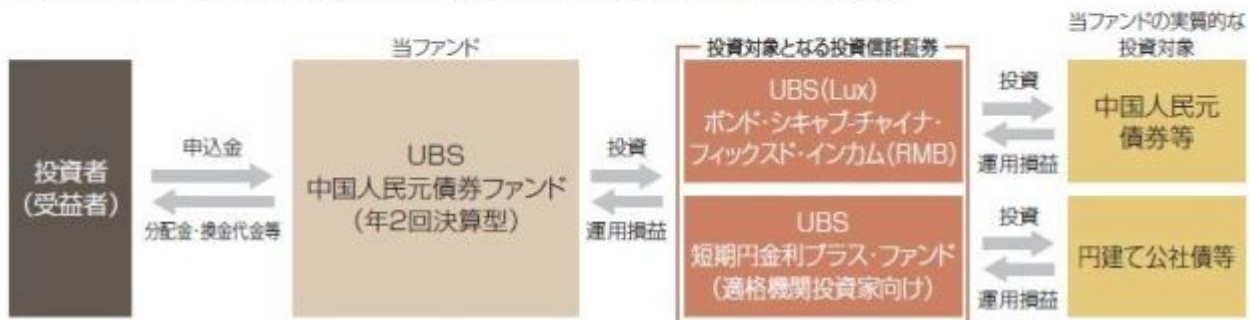 当ファンド
投資対象となる投資信託証券
当ファンドの実質的な
投資対象
投資者
(受益者)
申込金
分配金・換金代金等
UBS
中国人民元債券ファンド
(年2回決算型)
投資
運用損益
UBS(Lux)
ボンド・シキャブ-チャイナ・
フィックスド・インカム(RMB)
投資
運用損益
中国人民元
債券等
UBS
短期円金利プラス・ファンド
(適格機関投資家向け)
投資
運用損益
円建て公社債等